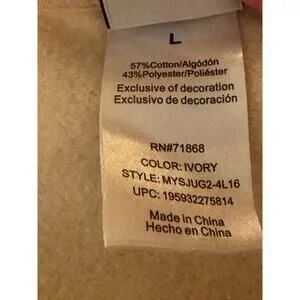 L
57%Cotton/Algodón
43%Polyester/Poliéster
Exclusive of decoration
Exclusivo de decoración
RN#71868
COLOR: IVORY
STYLE: MYSJUG2-4L16
UPC: 195932275814
Made in China
Hecho en China